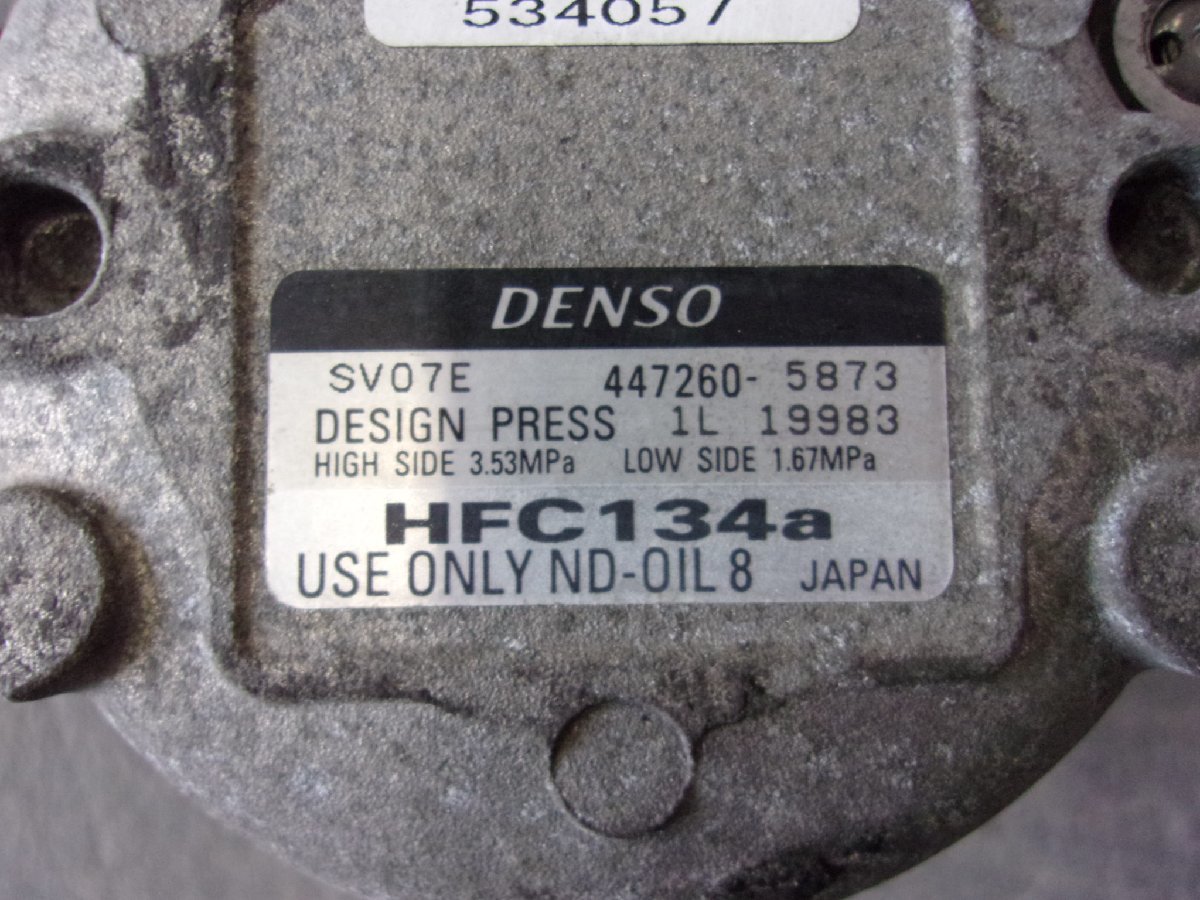 534057
DENSO
SV07E 447260- 5873
DESIGN PRESS 1L 19983
HIGH SIDE 3.53MPa LOW SIDE 1.67MPa
HFC134a
USE ONLY ND-OIL 8 JAPAN